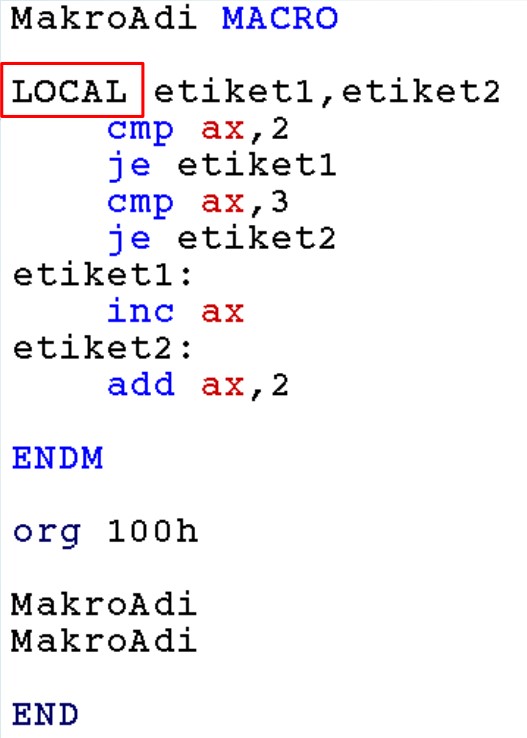 MakroAdi MACRO
LOCAL etiket1,etiket2
cmp ax,2
je etiket1
cmp ax,3
je etiket2
etiket1:
inc ax
etiket2:
add ax,2
ENDM
org 100h
MakroAdi
MakroAdi
END